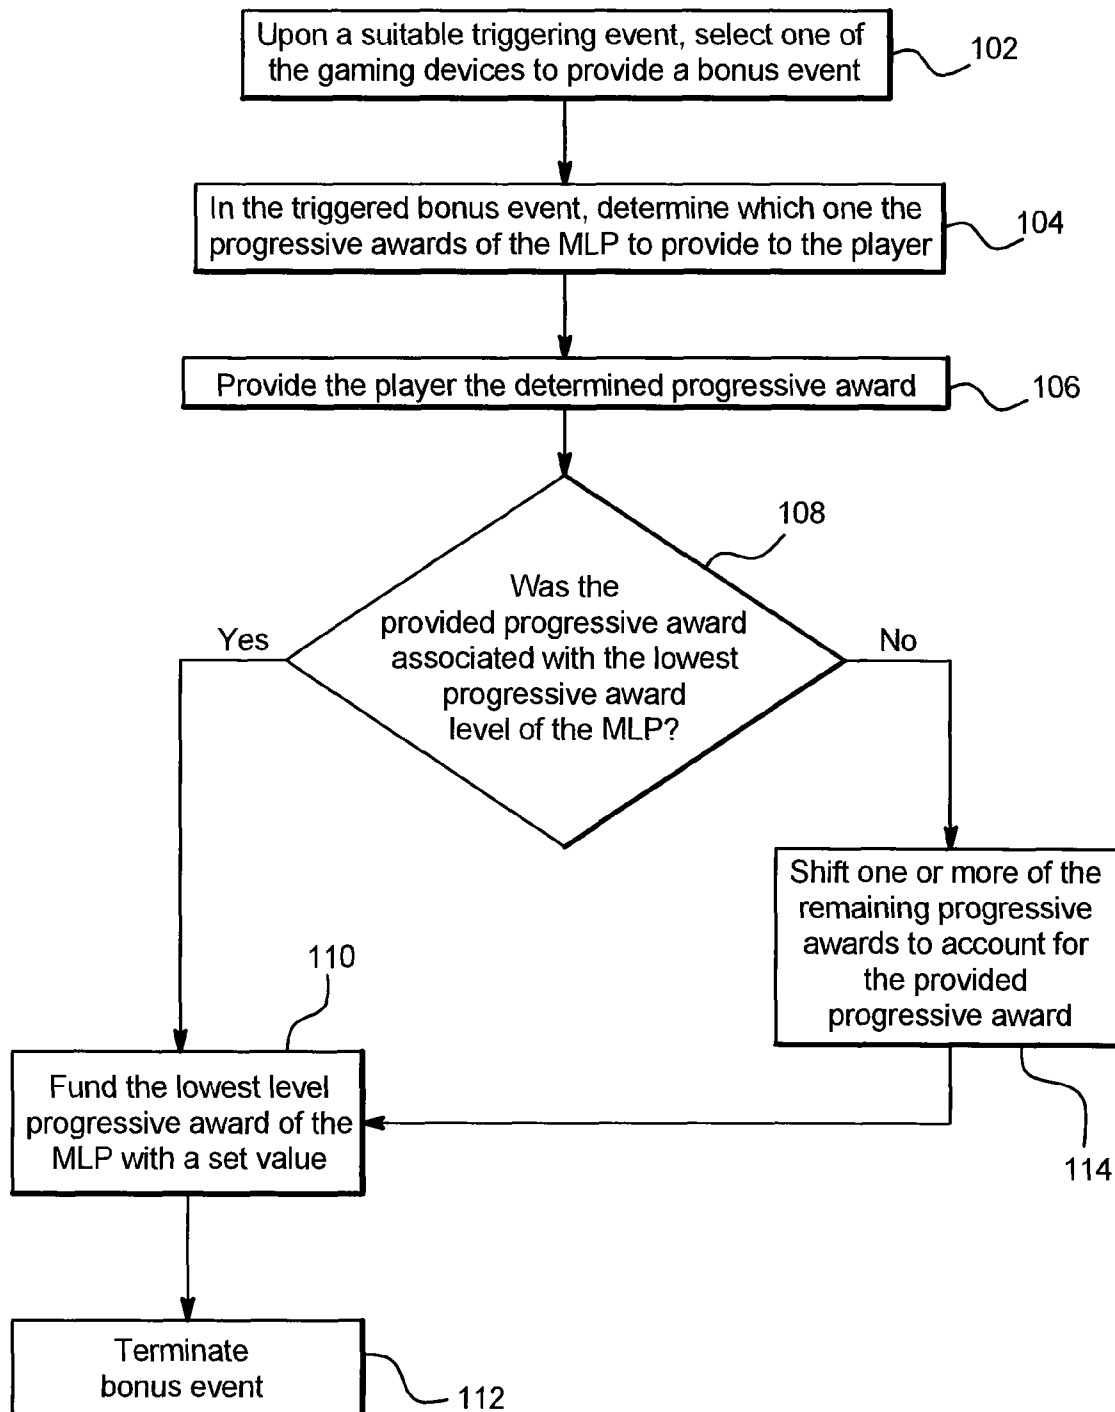 Upon a suitable triggering event, select one of
the gaming devices to provide a bonus event
102
In the triggered bonus event, determine which one the
progressive awards of the MLP to provide to the player
104
Provide the player the determined progressive award
106
108
Was the
provided progressive award
associated with the lowest
progressive award
level of the MLP?
Yes
No
Shift one or more of the
remaining progressive
awards to account for
the provided
progressive award
114
110
Fund the lowest level
progressive award of the
MLP with a set value
Terminate
bonus event
112